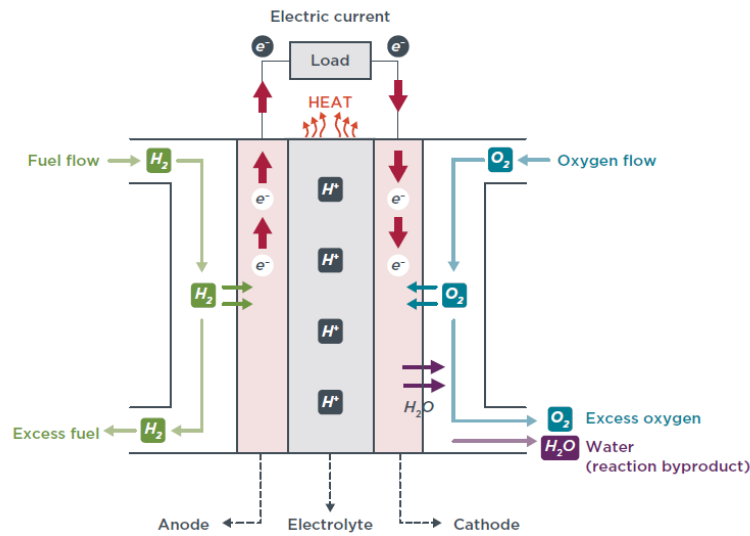 Electric current
e⁻
e⁻
Load
HEAT
Fuel flow
H₂
O₂
Oxygen flow
e⁻
H⁺
e⁻
e⁻
H⁺
e⁻
H₂
H⁺
O₂
H⁺
H₂O
Excess fuel
H₂
O₂
Excess oxygen
H₂O
Water
(reaction byproduct)
Anode
Electrolyte
Cathode